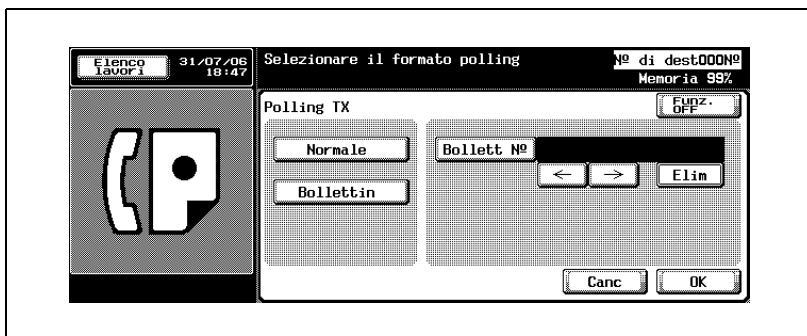 Elenco lavori
31/07/06
18:47
Selezionare il formato polling
Nº di dest000Nº
Memoria 99%
Polling TX
Funz. OFF
Normale
Bollett Nº
← →
Elim
Bollettin
Canc
OK